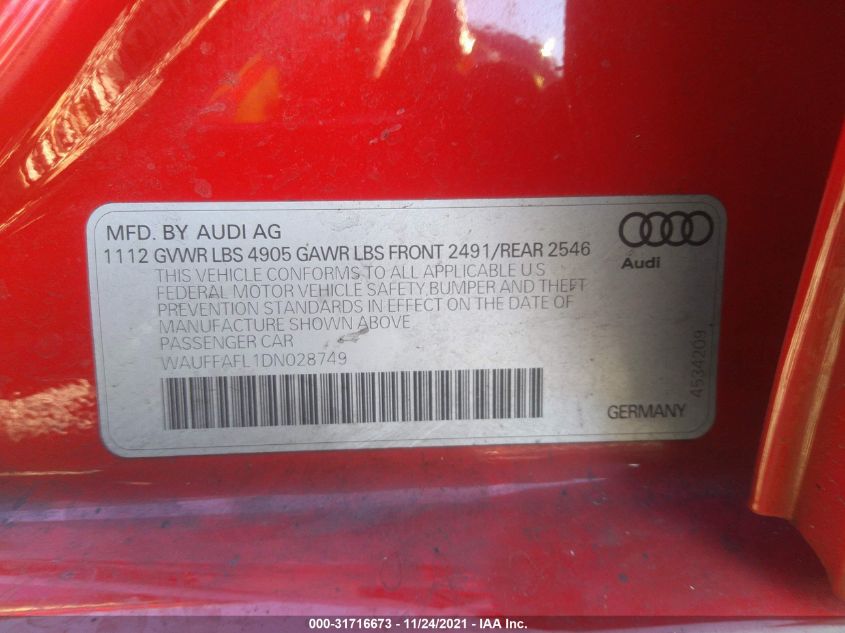 MFD. BY AUDI AG
1112 GVWR LBS 4905 GAWR LBS FRONT 2491/REAR 2546
THIS VEHICLE CONFORMS TO ALL APPLICABLE U S
FEDERAL MOTOR VEHICLE SAFETY, BUMPER AND THEFT
PREVENTION STANDARDS IN EFFECT ON THE DATE OF
MANUFACTURE SHOWN ABOVE
PASSENGER CAR
WAUFFAFL1DN028749
Audi
4534209
GERMANY
000-31716673 - 11/24/2021 - IAA Inc.